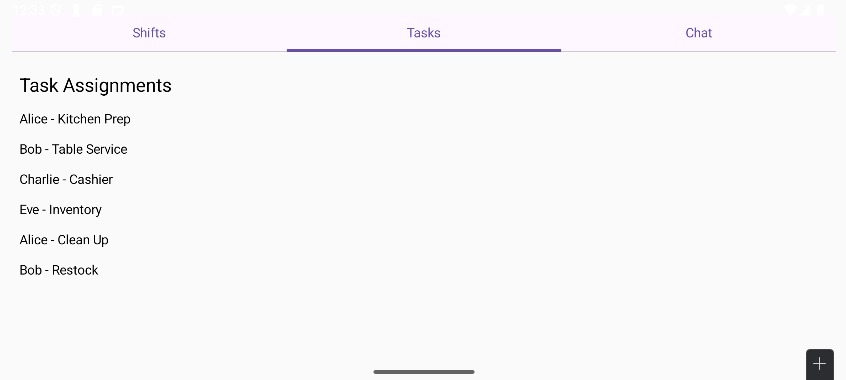 Shifts
Tasks
Chat
Task Assignments
Alice - Kitchen Prep
Bob - Table Service
Charlie - Cashier
Eve - Inventory
Alice - Clean Up
Bob - Restock